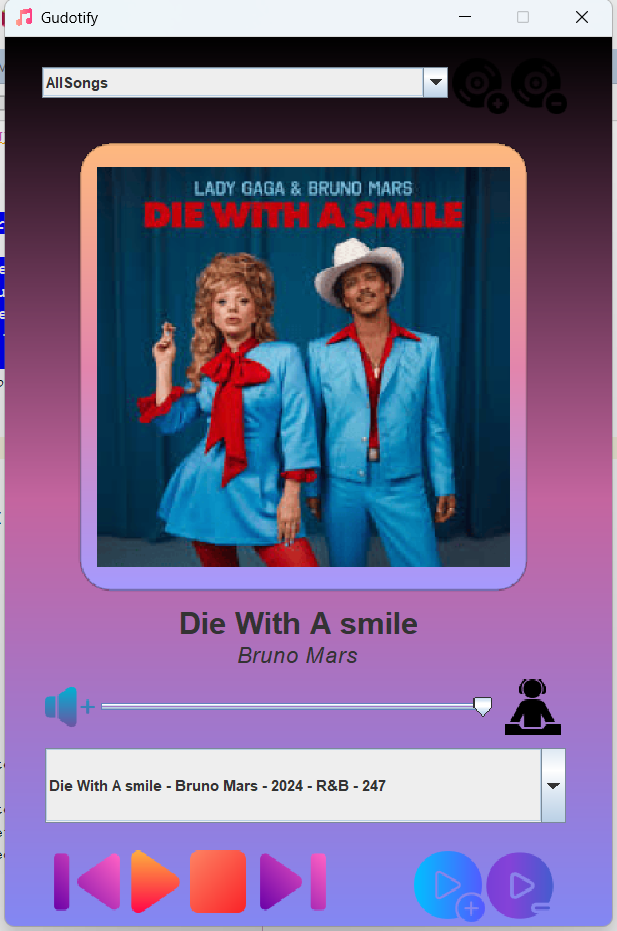 Gudotify
AllSongs
LADY GAGA & BRUNO MARS
DIE WITH A SMILE
Die With A smile
Bruno Mars
Die With A smile - Bruno Mars - 2024 - R&B - 247